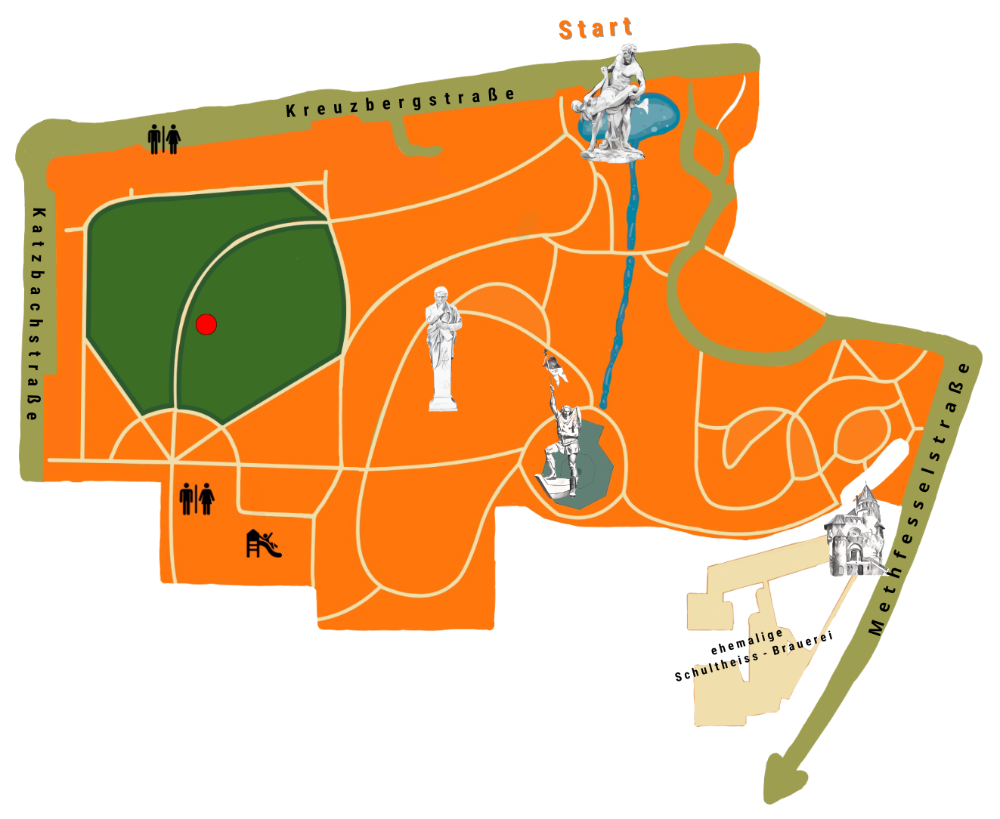 Start
Kreuzbergstraße
Katzbachstraße
Methfesselstraße
ehemalige
Schultheiss - Brauerei